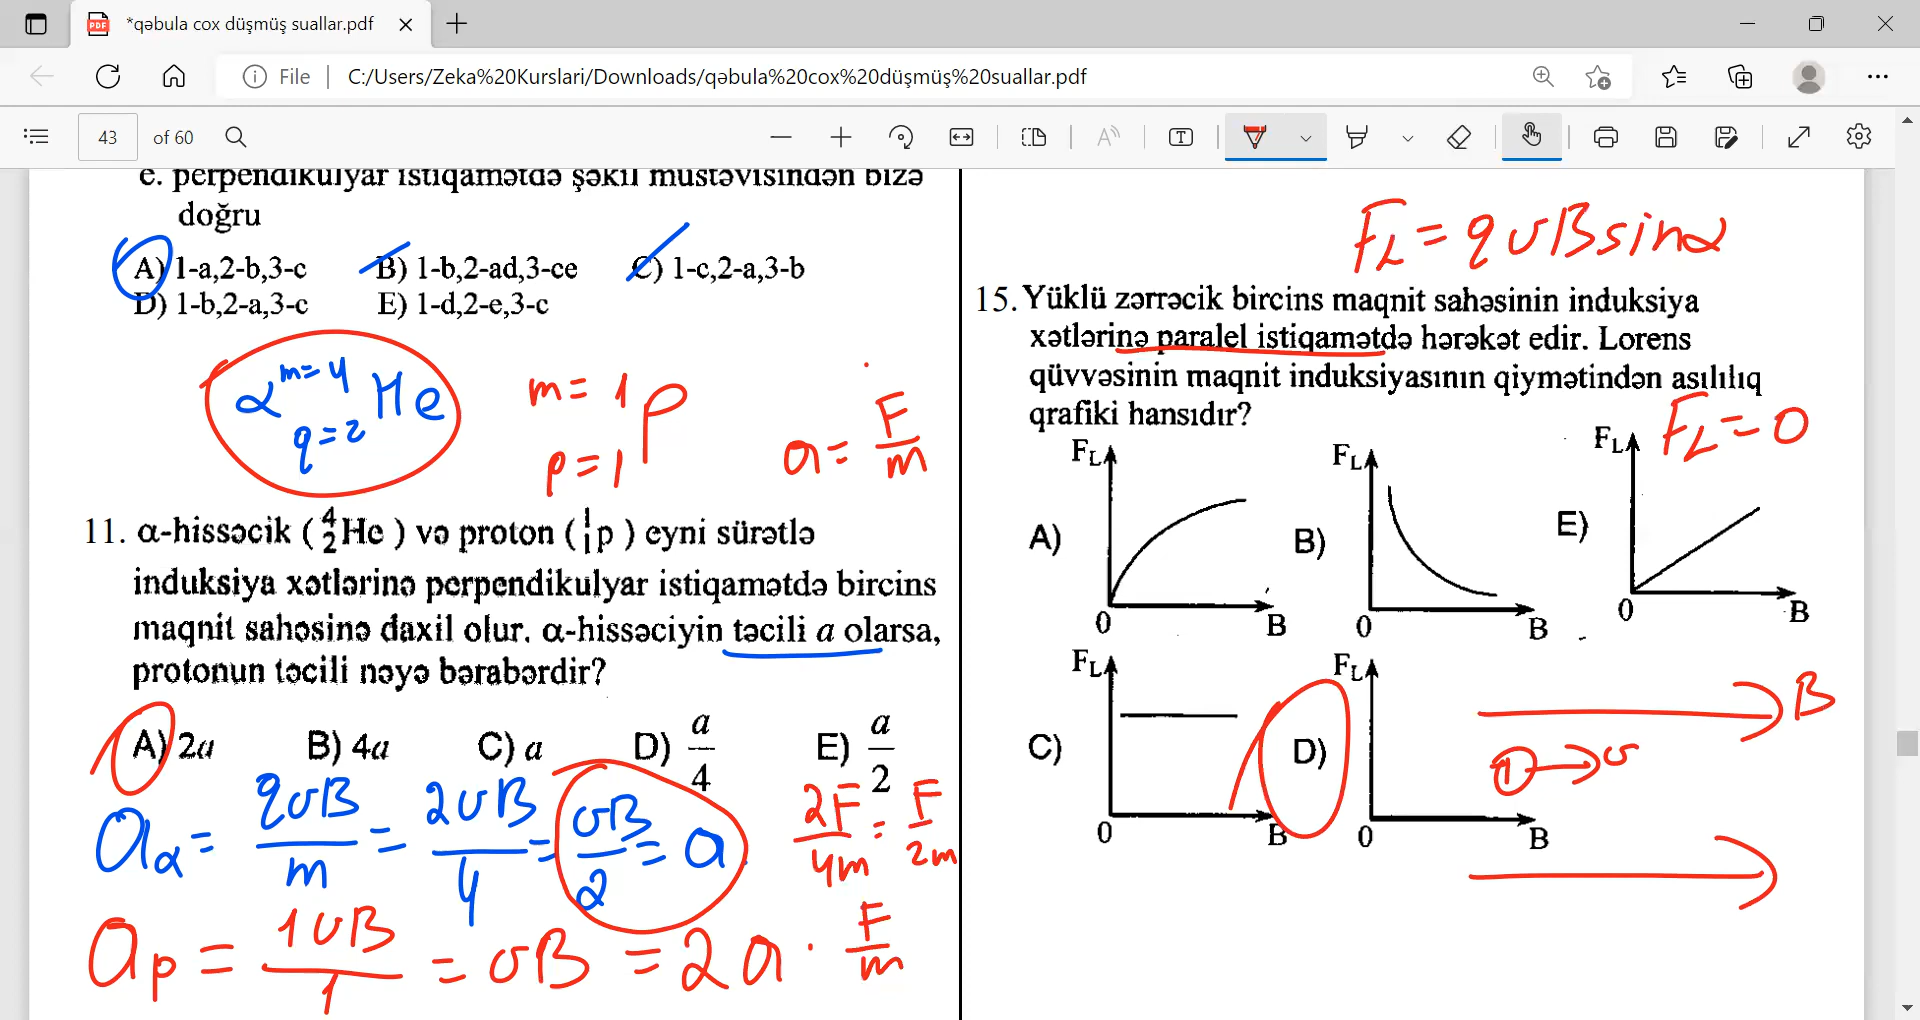 *qəbula cox düşmüş suallar.pdf
File
C:/Users/Zeka%20Kurslari/Downloads/qəbula%20cox%20düşmüş%20suallar.pdf
43 of 60
e. perpendikulyar istiqamətdə şəkil müstəvisindən bizə
doğru
A) 1-a,2-b,3-c B) 1-b,2-ad,3-ce C) 1-c,2-a,3-b
D) 1-b,2-a,3-c E) 1-d,2-e,3-c
α m=4 He
q=2
m=1 p
p=1
a = F/m
11. α-hissəcik (⁴₂He) və proton (¹₁p) eyni sürətlə
induksiya xətlərinə perpendikulyar istiqamətdə bircins
maqnit sahəsinə daxil olur. α-hissəciyin təcili a olarsa,
protonun təcili nəyə bərabərdir?
A) 2a B) 4a C) a D) a/4 E) a/2
aα = qυB/m = 2υB/4 = υB/2 = a
2F/4m = F/2m
ap = 1υB/1 = υB = 2a · F/m
FL = qυBsinα
15. Yüklü zərrəcik bircins maqnit sahəsinin induksiya
xətlərinə paralel istiqamətdə hərəkət edir. Lorens
qüvvəsinin maqnit induksiyasının qiymətindən asılılıq
qrafiki hansıdır?
FL=0
A) FL 0 B
B) FL 0 B
E) FL 0 B
C) FL 0 B
D) FL 0 B
B
υ